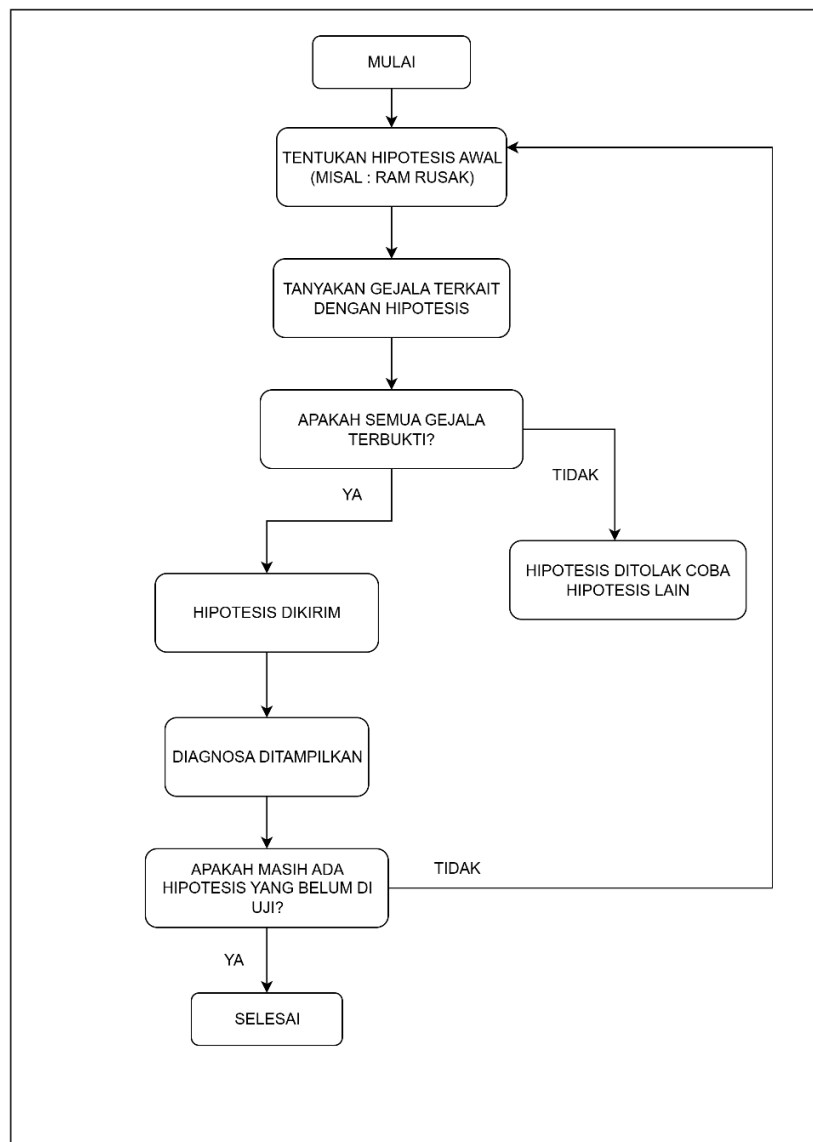 MULAI
TENTUKAN HIPOTESIS AWAL
(MISAL : RAM RUSAK)
TANYAKAN GEJALA TERKAIT
DENGAN HIPOTESIS
APAKAH SEMUA GEJALA
TERBUKTI?
YA
TIDAK
HIPOTESIS DIKIRIM
HIPOTESIS DITOLAK COBA
HIPOTESIS LAIN
DIAGNOSA DITAMPILKAN
APAKAH MASIH ADA
HIPOTESIS YANG BELUM DI
UJI?
TIDAK
YA
SELESAI